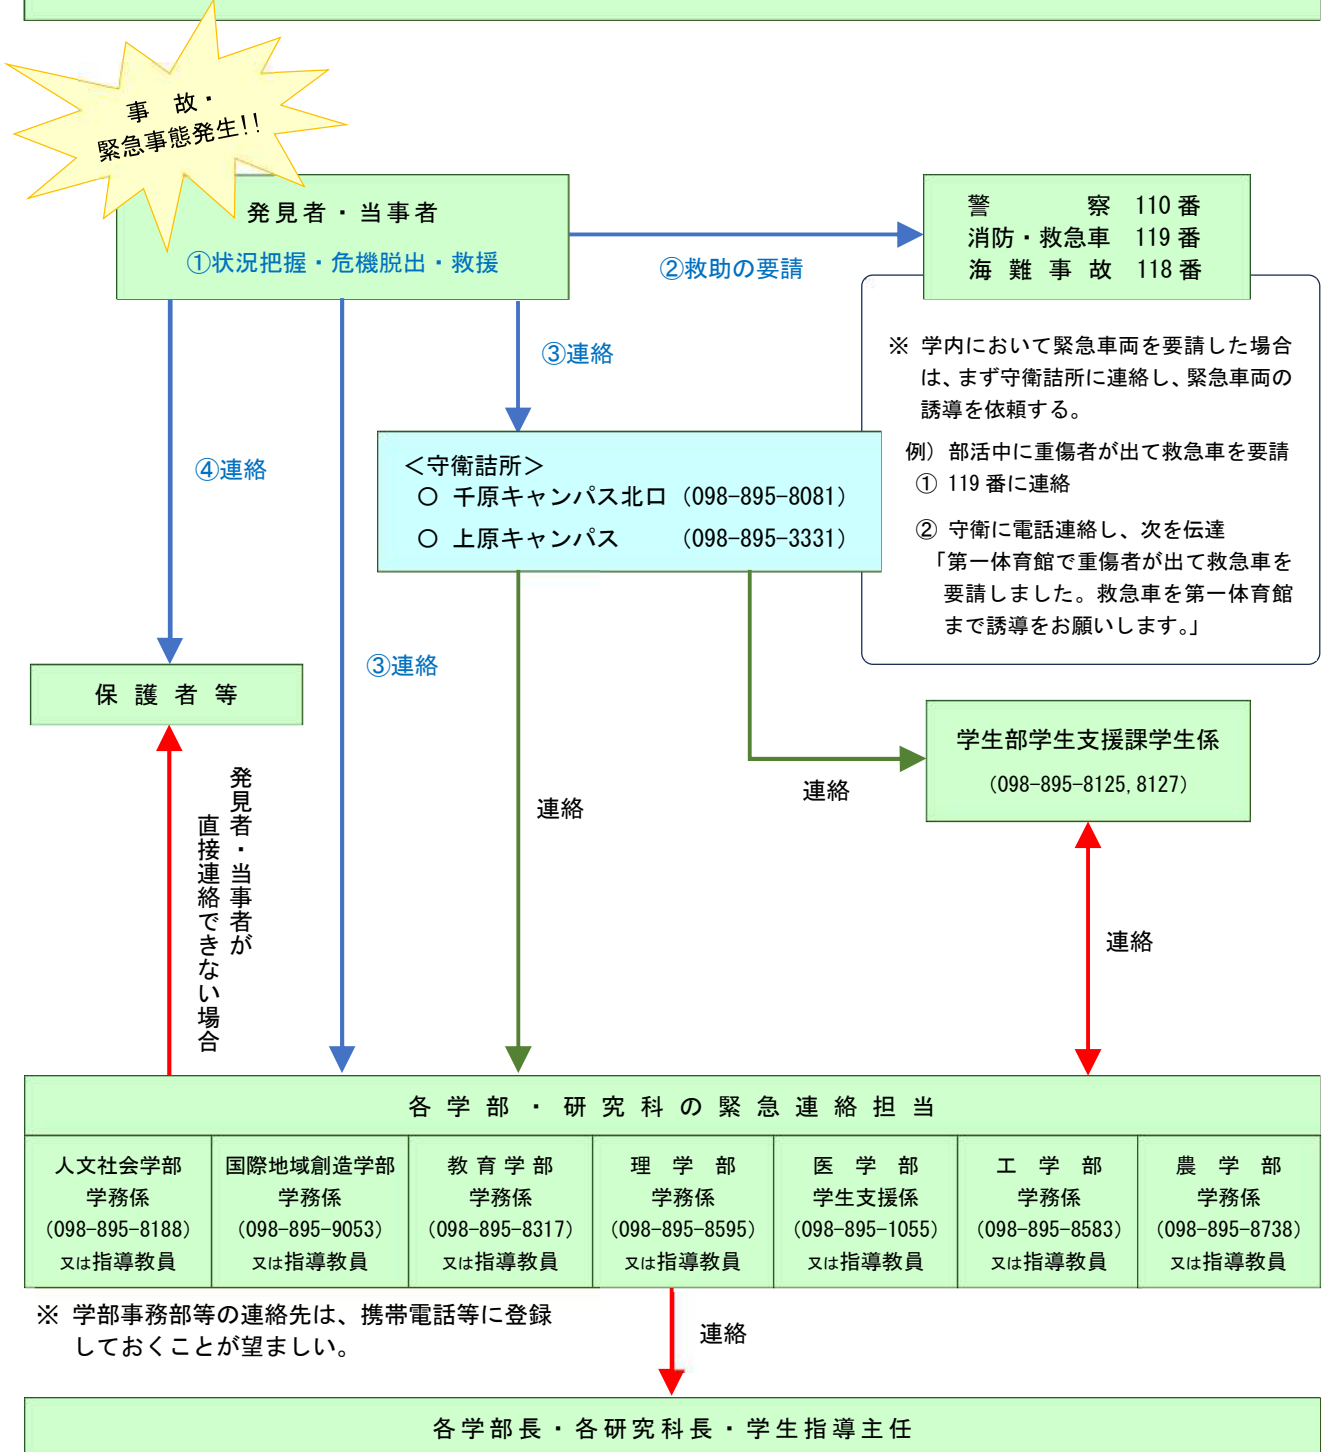 事　故・
緊急事態発生!!
発見者・当事者
①状況把握・危機脱出・救援
②救助の要請
警　　　　察　110番
消防・救急車　119番
海 難 事 故　118番
③連絡
※ 学内において緊急車両を要請した場合
は、まず守衛詰所に連絡し、緊急車両の
誘導を依頼する。
例）部活中に重傷者が出て救急車を要請
① 119番に連絡
② 守衛に電話連絡し、次を伝達
「第一体育館で重傷者が出て救急車を
要請しました。救急車を第一体育館
まで誘導をお願いします。」
＜守衛詰所＞
○ 千原キャンパス北口（098-895-8081）
○ 上原キャンパス　　（098-895-3331）
④連絡
③連絡
保 護 者 等
学生部学生支援課学生係
（098-895-8125,8127）
発見者・当事者が
直接連絡できない場合
連絡
連絡
連絡
各 学 部 ・ 研 究 科 の 緊 急 連 絡 担 当
人文社会学部
学務係
（098-895-8188）
又は指導教員
国際地域創造学部
学務係
（098-895-9053）
又は指導教員
教 育 学 部
学務係
（098-895-8317）
又は指導教員
理　学　部
学務係
（098-895-8595）
又は指導教員
医　学　部
学生支援係
（098-895-1055）
又は指導教員
工　学　部
学務係
（098-895-8583）
又は指導教員
農　学　部
学務係
（098-895-8738）
又は指導教員
※ 学部事務部等の連絡先は、携帯電話等に登録
しておくことが望ましい。
連絡
各学部長・各研究科長・学生指導主任